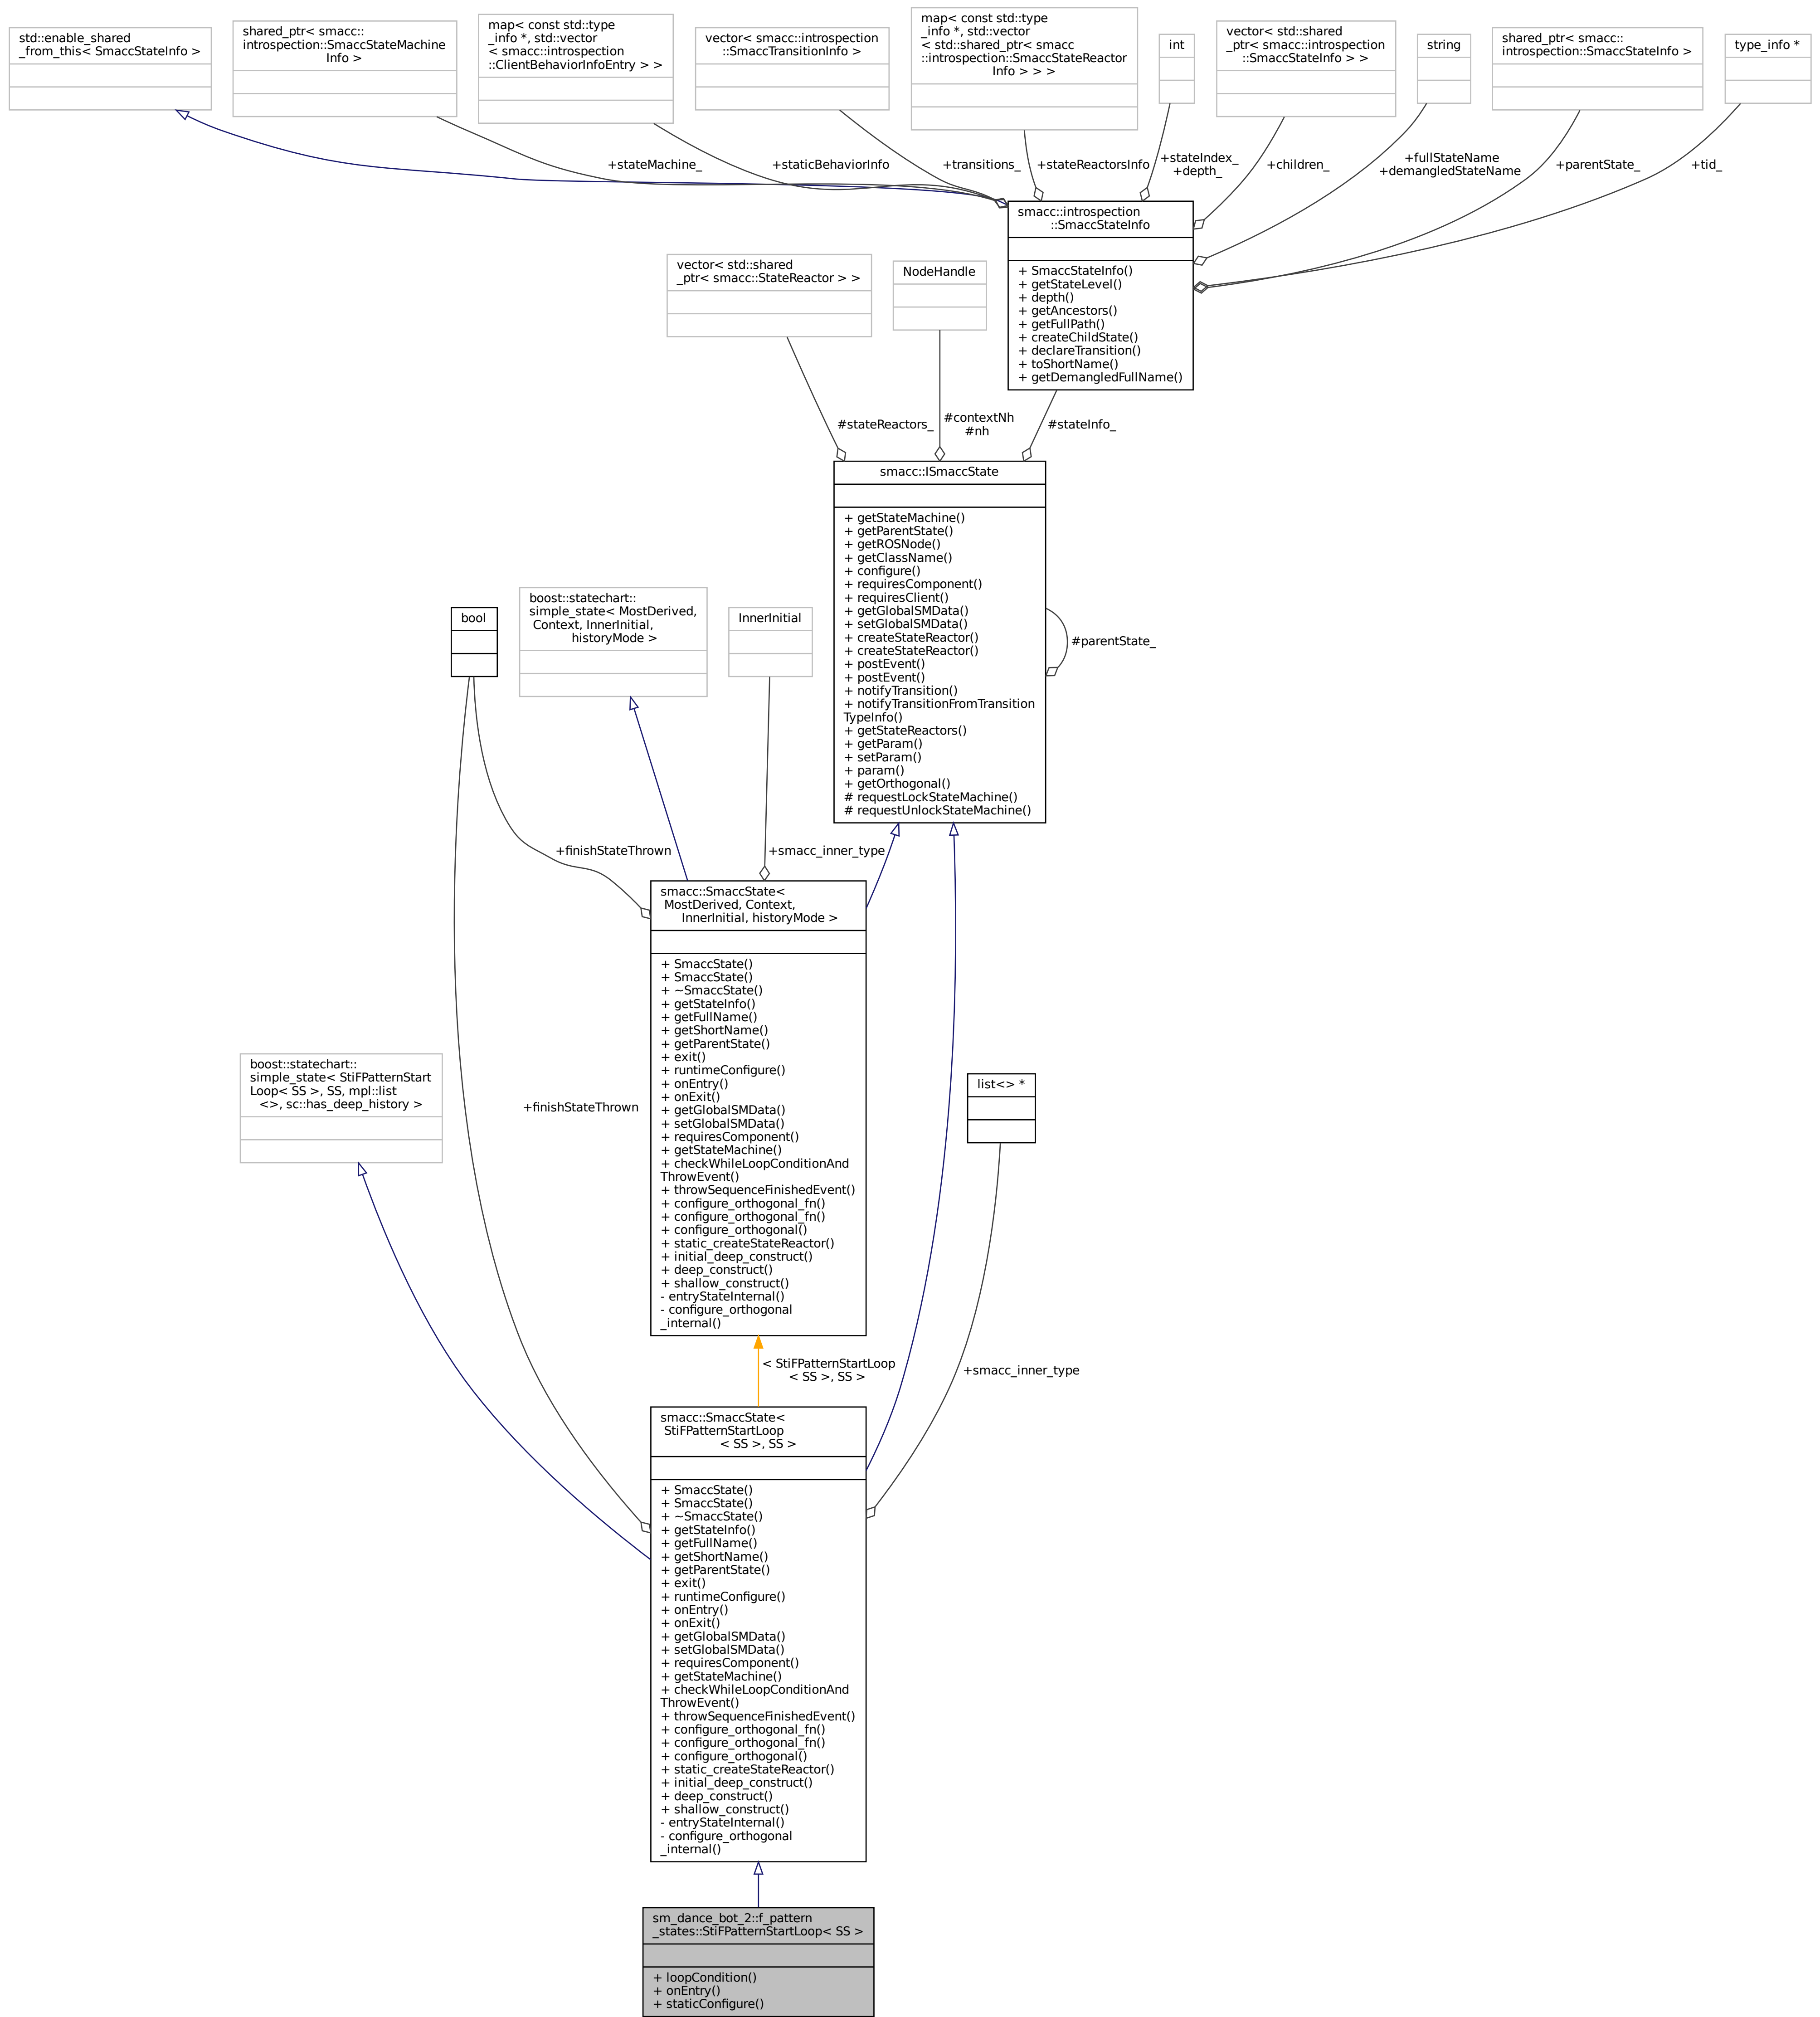 std::enable_shared
_from_this< SmaccStateInfo >
shared_ptr< smacc::
introspection::SmaccStateMachine
Info >
map< const std::type
_info *, std::vector
< smacc::introspection
::ClientBehaviorInfoEntry > >
vector< smacc::introspection
::SmaccTransitionInfo >
map< const std::type
_info *, std::vector
< std::shared_ptr< smacc
::introspection::SmaccStateReactor
Info > > >
int
vector< std::shared
_ptr< smacc::introspection
::SmaccStateInfo > >
string
shared_ptr< smacc::
introspection::SmaccStateInfo >
type_info *
+stateMachine_
+staticBehaviorInfo
+transitions_
+stateReactorsInfo
+stateIndex_
+depth_
+children_
+fullStateName
+demangledStateName
+parentState_
+tid_
smacc::introspection
::SmaccStateInfo
+ SmaccStateInfo()
+ getStateLevel()
+ depth()
+ getAncestors()
+ getFullPath()
+ createChildState()
+ declareTransition()
+ toShortName()
+ getDemangledFullName()
vector< std::shared
_ptr< smacc::StateReactor > >
NodeHandle
#stateReactors_
#contextNh
#nh
#stateInfo_
smacc::ISmaccState
+ getStateMachine()
+ getParentState()
+ getROSNode()
+ getClassName()
+ configure()
+ requiresComponent()
+ requiresClient()
+ getGlobalSMData()
+ setGlobalSMData()
+ createStateReactor()
+ createStateReactor()
+ postEvent()
+ postEvent()
+ notifyTransition()
+ notifyTransitionFromTransition
TypeInfo()
+ getStateReactors()
+ getParam()
+ setParam()
+ param()
+ getOrthogonal()
# requestLockStateMachine()
# requestUnlockStateMachine()
#parentState_
bool
boost::statechart::
simple_state< MostDerived,
Context, InnerInitial,
historyMode >
InnerInitial
+finishStateThrown
+smacc_inner_type
smacc::SmaccState<
MostDerived, Context,
InnerInitial, historyMode >
+ SmaccState()
+ SmaccState()
+ ~SmaccState()
+ getStateInfo()
+ getFullName()
+ getShortName()
+ getParentState()
+ exit()
+ runtimeConfigure()
+ onEntry()
+ onExit()
+ getGlobalSMData()
+ setGlobalSMData()
+ requiresComponent()
+ getStateMachine()
+ checkWhileLoopConditionAnd
ThrowEvent()
+ throwSequenceFinishedEvent()
+ configure_orthogonal_fn()
+ configure_orthogonal_fn()
+ configure_orthogonal()
+ static_createStateReactor()
+ initial_deep_construct()
+ deep_construct()
+ shallow_construct()
- entryStateInternal()
- configure_orthogonal
_internal()
boost::statechart::
simple_state< StiFPatternStart
Loop< SS >, SS, mpl::list
<>, sc::has_deep_history >
+finishStateThrown
list<> *
< StiFPatternStartLoop
< SS >, SS >
+smacc_inner_type
smacc::SmaccState<
StiFPatternStartLoop
< SS >, SS >
+ SmaccState()
+ SmaccState()
+ ~SmaccState()
+ getStateInfo()
+ getFullName()
+ getShortName()
+ getParentState()
+ exit()
+ runtimeConfigure()
+ onEntry()
+ onExit()
+ getGlobalSMData()
+ setGlobalSMData()
+ requiresComponent()
+ getStateMachine()
+ checkWhileLoopConditionAnd
ThrowEvent()
+ throwSequenceFinishedEvent()
+ configure_orthogonal_fn()
+ configure_orthogonal_fn()
+ configure_orthogonal()
+ static_createStateReactor()
+ initial_deep_construct()
+ deep_construct()
+ shallow_construct()
- entryStateInternal()
- configure_orthogonal
_internal()
sm_dance_bot_2::f_pattern
_states::StiFPatternStartLoop< SS >
+ loopCondition()
+ onEntry()
+ staticConfigure()